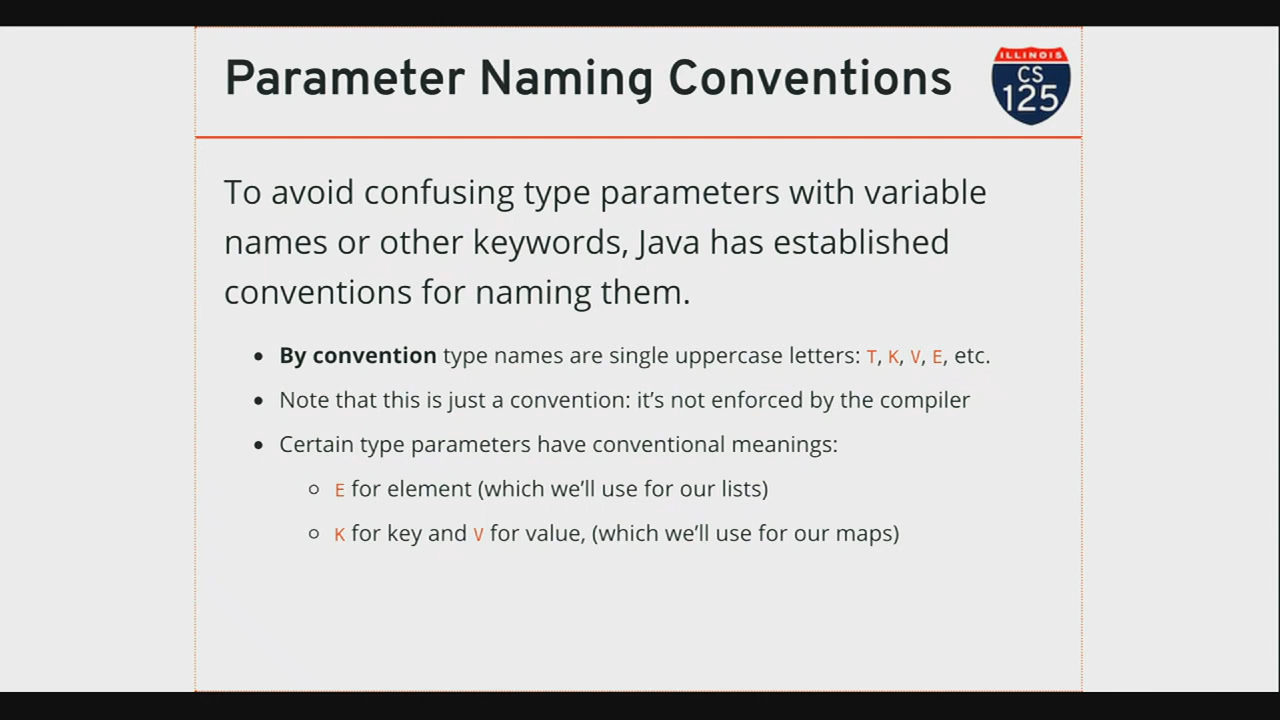 Parameter Naming Conventions
ILLINOIS
CS
125
To avoid confusing type parameters with variable
names or other keywords, Java has established
conventions for naming them.
• By convention type names are single uppercase letters: T, K, V, E, etc.
• Note that this is just a convention: it’s not enforced by the compiler
• Certain type parameters have conventional meanings:
○ E for element (which we’ll use for our lists)
○ K for key and V for value, (which we’ll use for our maps)